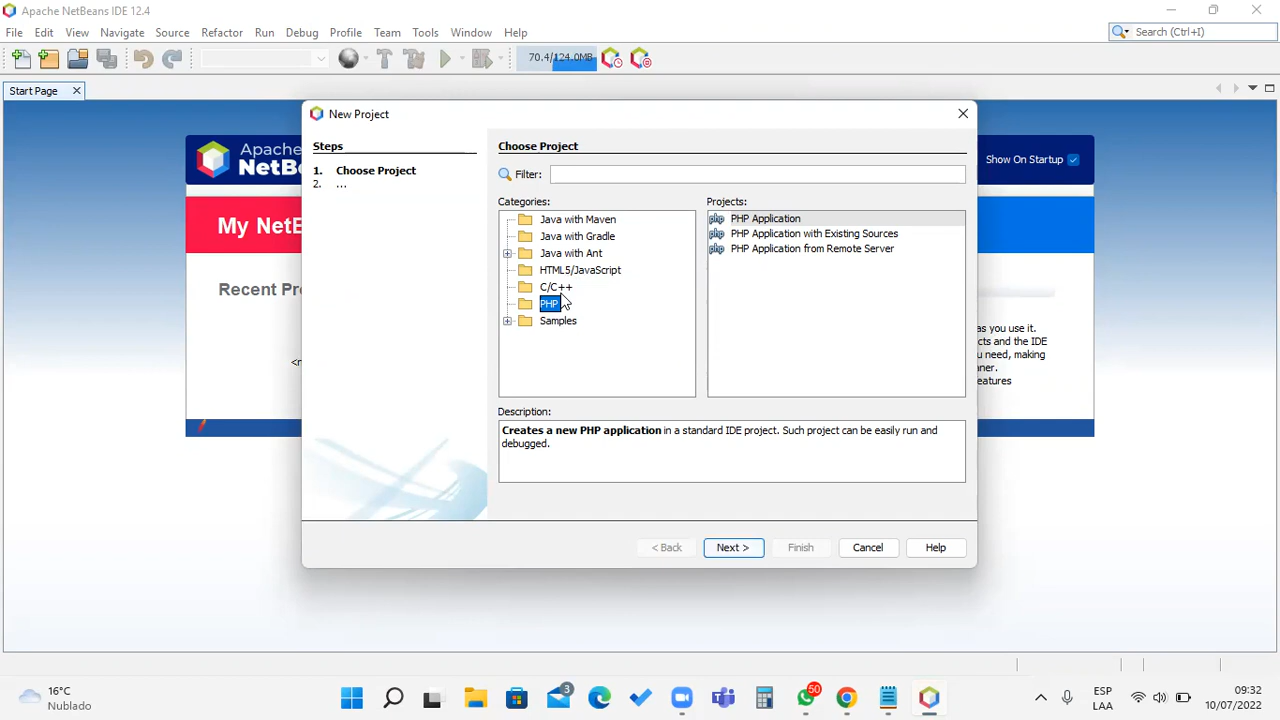 Apache NetBeans IDE 12.4
File Edit View Navigate Source Refactor Run Debug Profile Team Tools Window Help
Search (Ctrl+I)
70.4/124.0MB
Start Page
New Project
Steps
1. Choose Project
2. ...
Choose Project
Filter:
Categories:
Java with Maven
Java with Gradle
Java with Ant
HTML5/JavaScript
C/C++
PHP
Samples
Projects:
PHP Application
PHP Application with Existing Sources
PHP Application from Remote Server
Description:
Creates a new PHP application in a standard IDE project. Such project can be easily run and
debugged.
< Back Next > Finish Cancel Help
Apache
NetBe
Show On Startup
My NetB
Recent Pro
as you use it.
cts and the IDE
u need, making
ner.
eatures
16°C
Nublado
3
60
ESP
LAA
09:32
10/07/2022